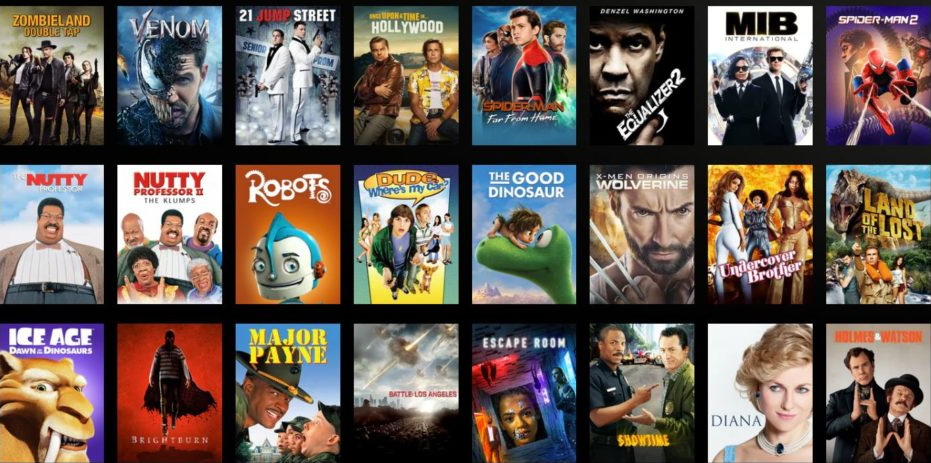 ZOMBIELAND
DOUBLE TAP
VENOM
21 JUMP STREET
SENIOR
PROM
ONCE UPON A TIME IN...
HOLLYWOOD
SPIDER-MAN
Far From Home
DENZEL WASHINGTON
THE
EQUALIZER 2
MIB
INTERNATIONAL
SPIDER-MAN 2
THE NUTTY
PROFESSOR
NUTTY
PROFESSOR II
THE KLUMPS
ROBOTS
DUDE,
Where's my Car?
THE GOOD
DINOSAUR
X-MEN ORIGINS
WOLVERINE
Undercover
Brother
LAND
OF THE
LOST
ICE AGE
DAWN OF THE DINOSAURS
BRIGHTBURN
MAJOR
PAYNE
BATTLE: LOS ANGELES
ESCAPE ROOM
SHOWTIME
DIANA
HOLMES & WATSON